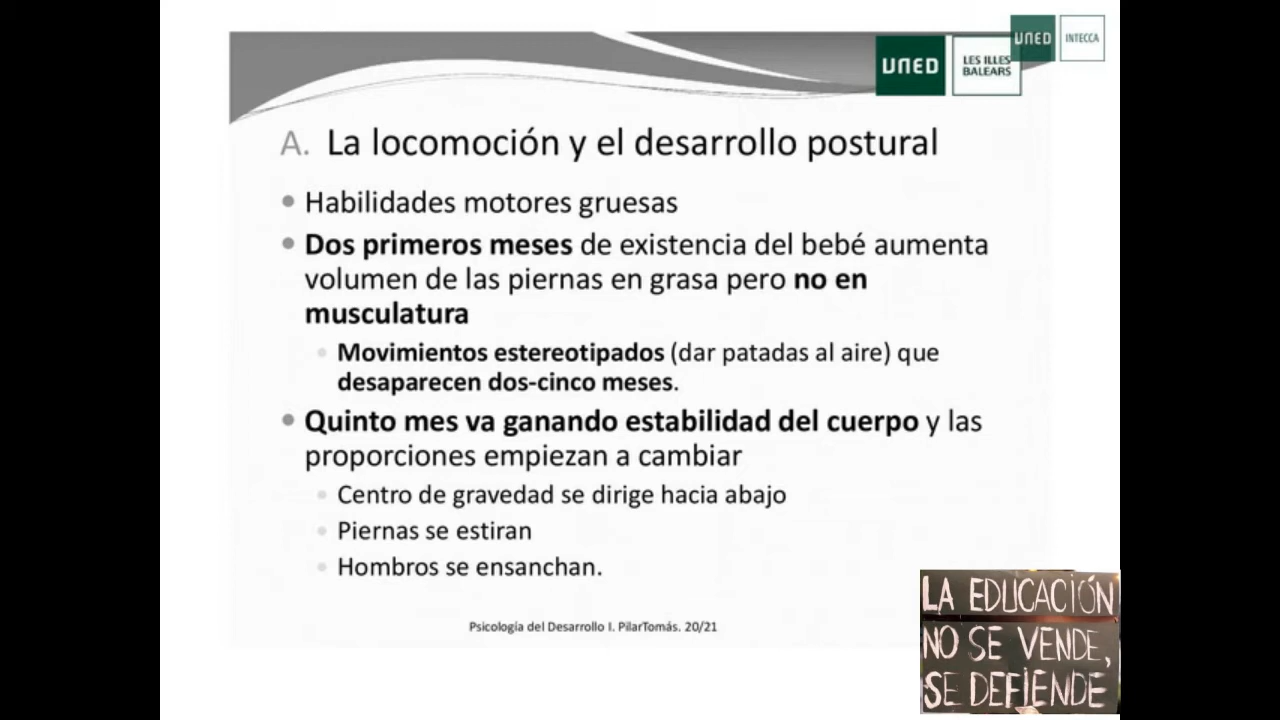 UNED
INTECCA
UNED
LES ILLES
BALEARS
A. La locomoción y el desarrollo postural
Habilidades motores gruesas
Dos primeros meses de existencia del bebé aumenta
volumen de las piernas en grasa pero no en
musculatura
Movimientos estereotipados (dar patadas al aire) que
desaparecen dos-cinco meses.
Quinto mes va ganando estabilidad del cuerpo y las
proporciones empiezan a cambiar
Centro de gravedad se dirige hacia abajo
Piernas se estiran
Hombros se ensanchan.
Psicología del Desarrollo I. PilarTomás. 20/21
LA EDUCACIÓN
NO SE VENDE,
SE DEFIENDE